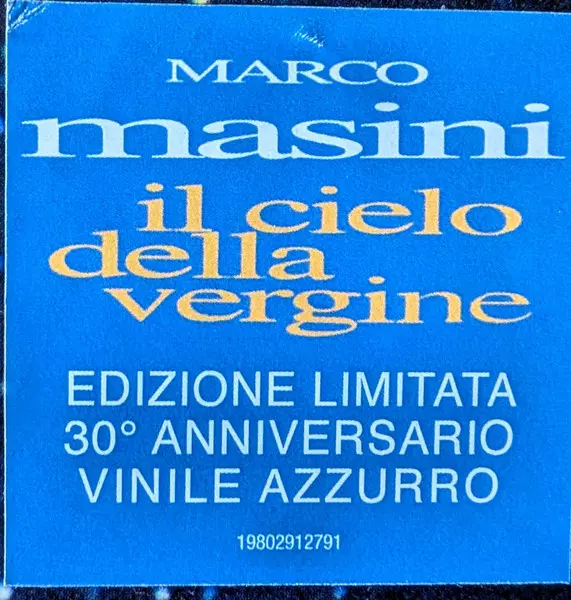 MARCO
masini
il cielo
della
vergine
EDIZIONE LIMITATA
30° ANNIVERSARIO
VINILE AZZURRO
19802912791